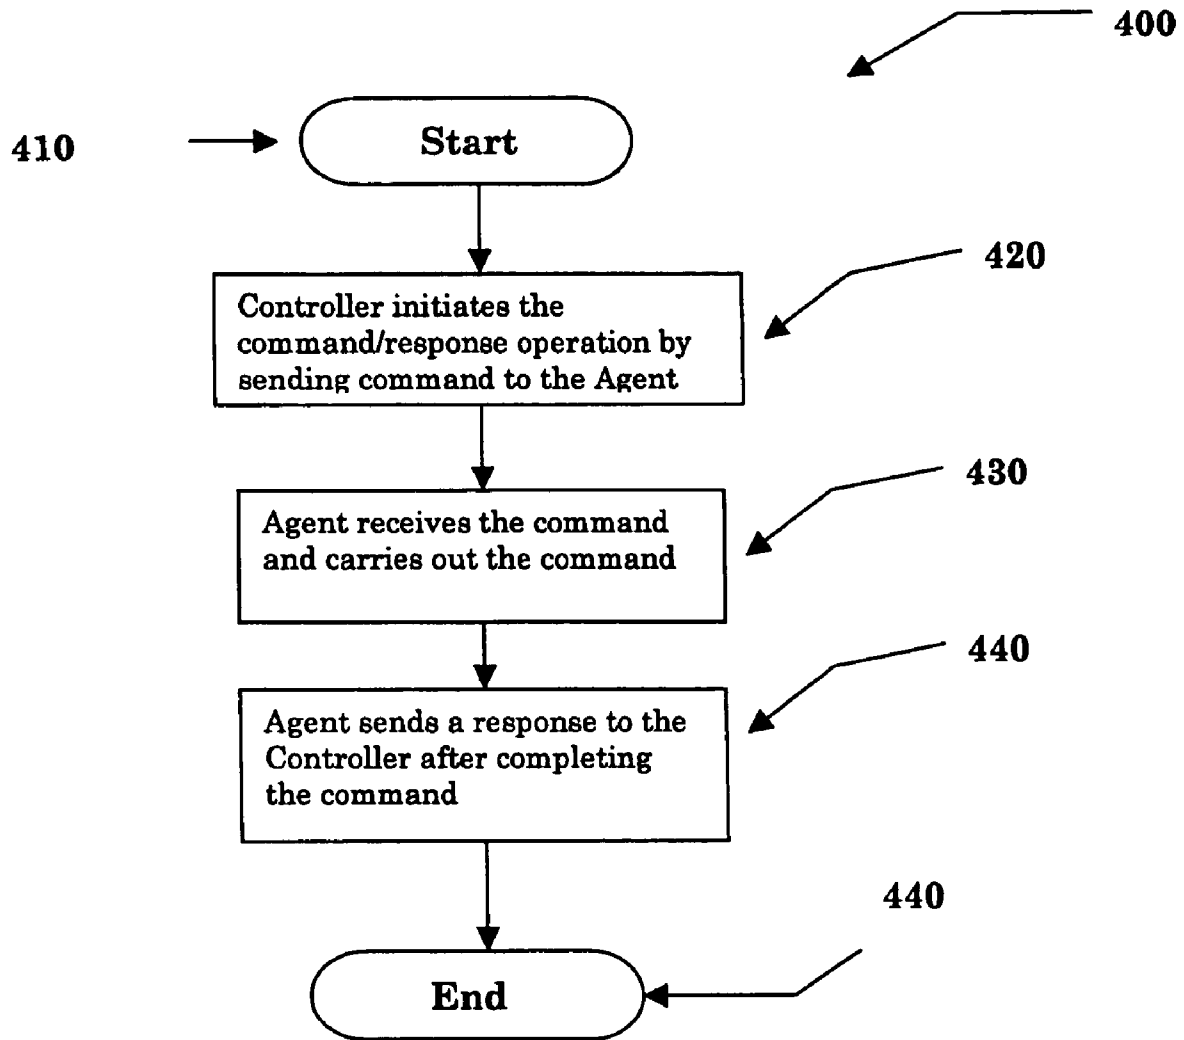 400
410
Start
420
Controller initiates the
command/response operation by
sending command to the Agent
430
Agent receives the command
and carries out the command
440
Agent sends a response to the
Controller after completing
the command
440
End